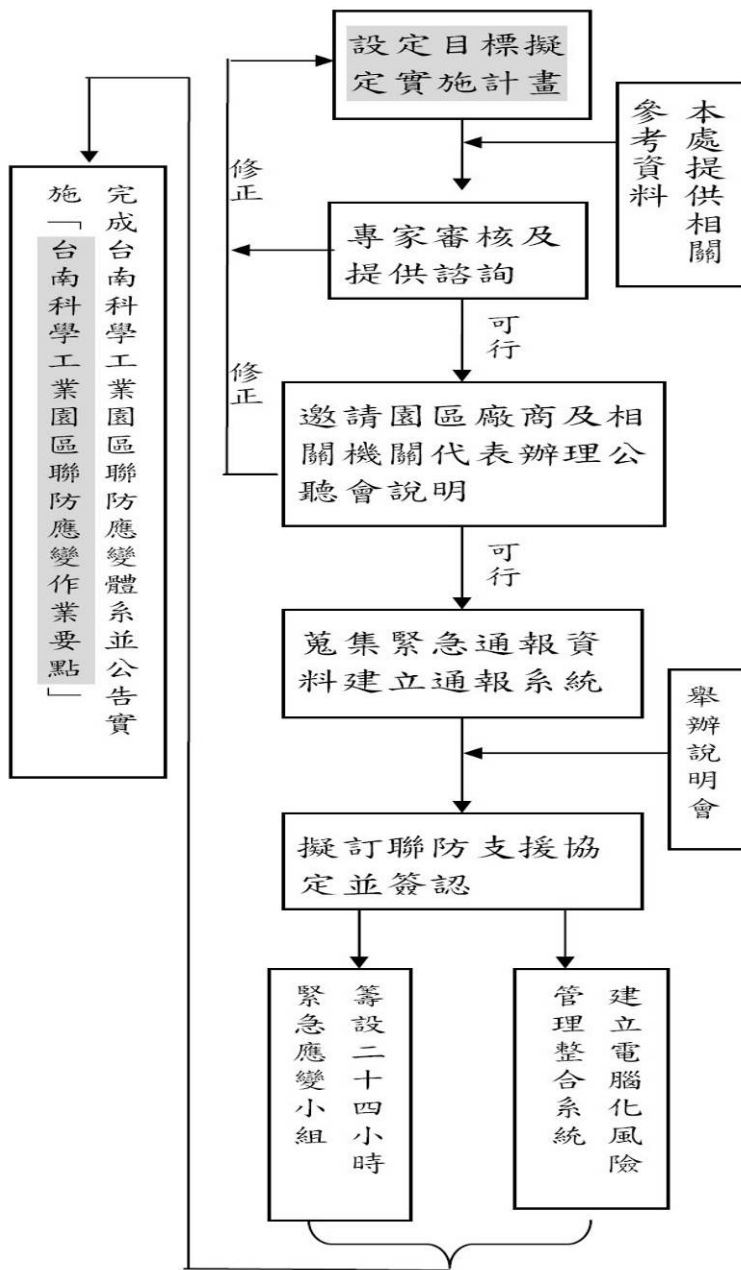 設定目標擬
定實施計畫
本處提供相關
參考資料
修正
專家審核及
提供諮詢
可行
修正
邀請園區廠商及相
關機關代表辦理公
聽會說明
可行
蒐集緊急通報資
料建立通報系統
舉辦說明會
擬訂聯防支援協
定並簽認
建立電腦化風險
管理整合系統
籌設二十四小時
緊急應變小組
完成台南科學工業園區聯防應變體系並公告實
施「台南科學工業園區聯防應變作業要點」